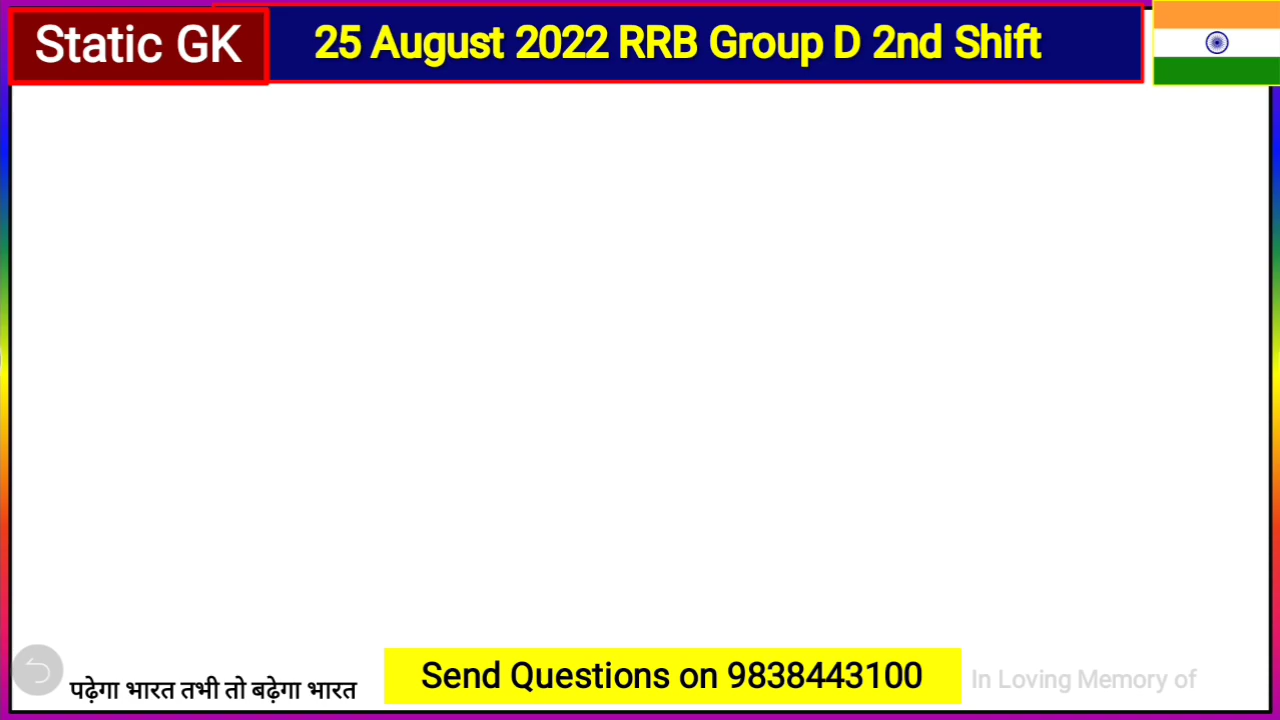 Static GK
25 August 2022 RRB Group D 2nd Shift
पढ़ेगा भारत तभी तो बढ़ेगा भारत
Send Questions on 9838443100
In Loving Memory of